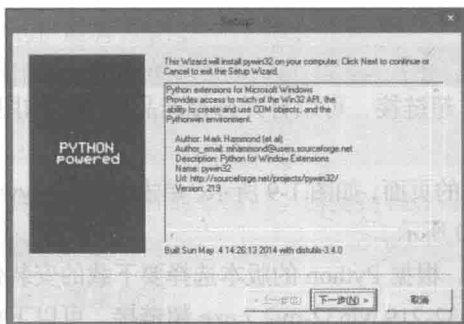 Setup
This Wizard will install pywin32 on your computer. Click Next to continue or
Cancel to exit the Setup Wizard.
Python extensions for Microsoft Windows
Provides access to much of the Win32 API, the
ability to create and use COM objects, and the
Pythonwin environment.
Author: Mark Hammond (et al)
Author_email: mhammond@users.sourceforge.net
Description: Python for Window Extensions
Name: pywin32
Url: http://sourceforge.net/projects/pywin32/
Version: 219
PYTHON
powered
Built Sun May 4 14:26:13 2014 with distutils-3.4.0
< 上一步(B)
下一步(N) >
取消